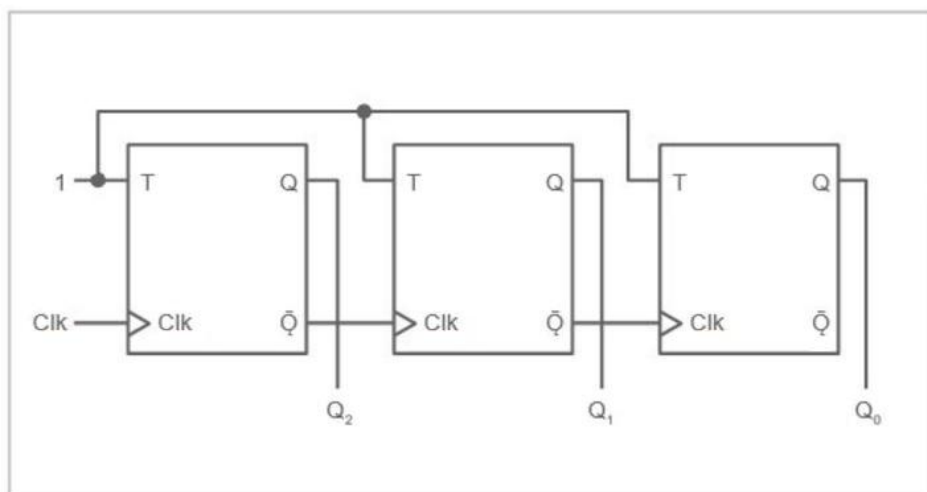 1 T Q T Q T Q
Clk Clk Q̄ Clk Q̄ Clk Q̄
Q₂ Q₁ Q₀